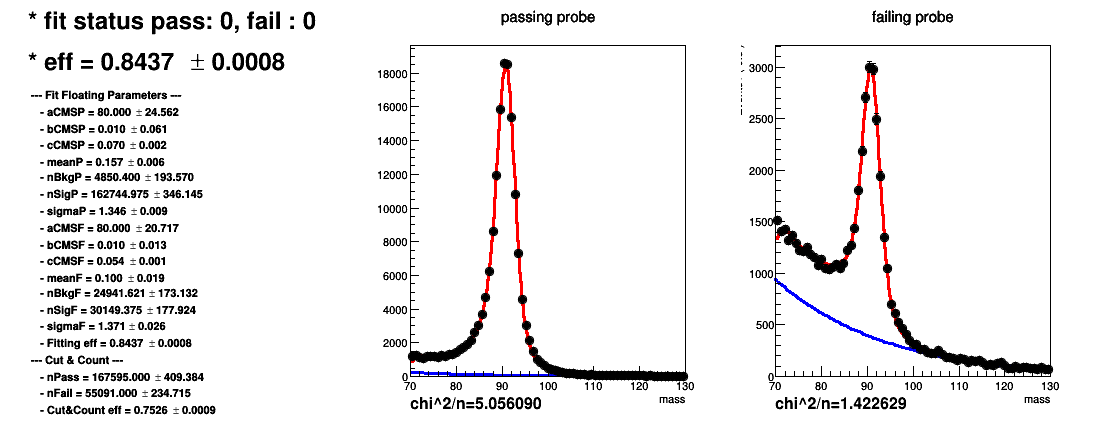 * fit status pass: 0, fail : 0
* eff = 0.8437 ± 0.0008
--- Fit Floating Parameters ---
- aCMSP = 80.000 ± 24.562
- bCMSP = 0.010 ± 0.061
- cCMSP = 0.070 ± 0.002
- meanP = 0.157 ± 0.006
- nBkgP = 4850.400 ± 193.570
- nSigP = 162744.975 ± 346.145
- sigmaP = 1.346 ± 0.009
- aCMSF = 80.000 ± 20.717
- bCMSF = 0.010 ± 0.013
- cCMSF = 0.054 ± 0.001
- meanF = 0.100 ± 0.019
- nBkgF = 24941.621 ± 173.132
- nSigF = 30149.375 ± 177.924
- sigmaF = 1.371 ± 0.026
- Fitting eff = 0.8437 ± 0.0008
--- Cut & Count ---
- nPass = 167595.000 ± 409.384
- nFail = 55091.000 ± 234.715
- Cut&Count eff = 0.7526 ± 0.0009
passing probe
18000
16000
14000
12000
10000
8000
6000
4000
2000
0
70 80 90 100 110 120 130
mass
chi^2/n=5.056090
failing probe
3000
2500
2000
1500
1000
500
0
70 80 90 100 110 120 130
mass
chi^2/n=1.422629